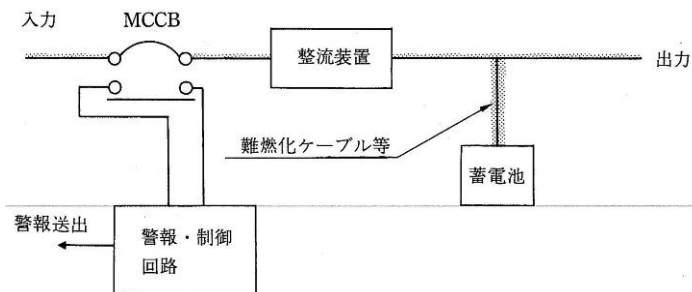 入力
MCCB
整流装置
出力
難燃化ケーブル等
蓄電池
警報送出
警報・制御
回路